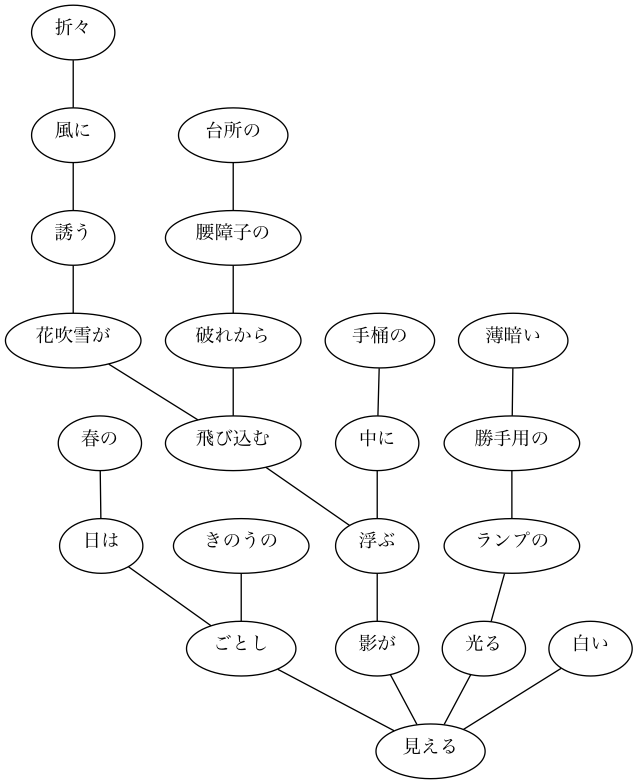 折々
風に
台所の
誘う
腰障子の
花吹雪が
破れから
手桶の
薄暗い
春の
飛び込む
中に
勝手用の
日は
きのうの
浮ぶ
ランプの
ごとし
影が
光る
白い
見える